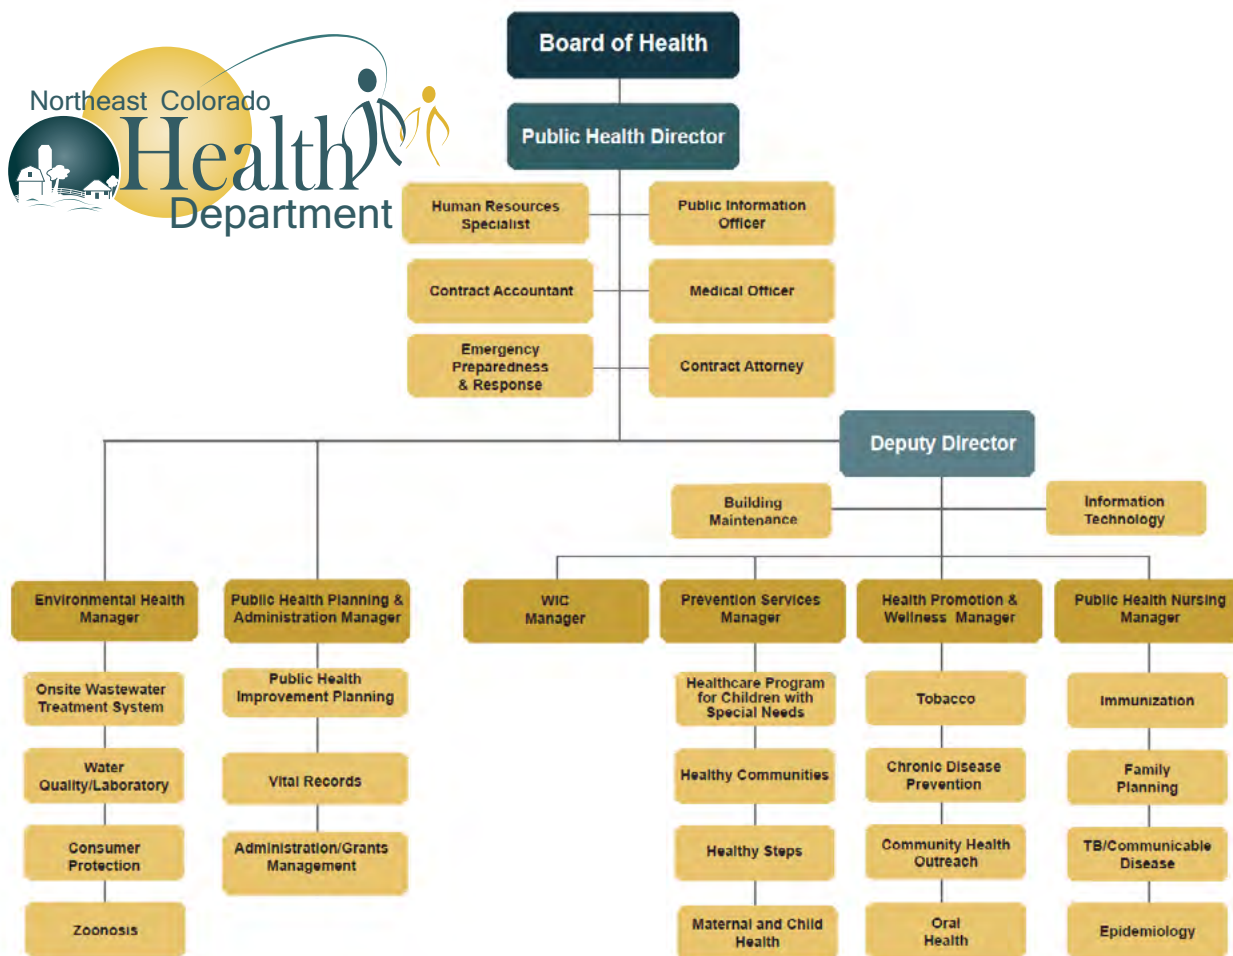 Northeast Colorado
Health
Department
Board of Health
Public Health Director
Human Resources
Specialist
Public Information
Officer
Contract Accountant
Medical Officer
Emergency
Preparedness
& Response
Contract Attorney
Deputy Director
Building
Maintenance
Information
Technology
Environmental Health
Manager
Public Health Planning &
Administration Manager
WIC
Manager
Prevention Services
Manager
Health Promotion &
Wellness Manager
Public Health Nursing
Manager
Onsite Wastewater
Treatment System
Water
Quality/Laboratory
Consumer
Protection
Zoonosis
Public Health
Improvement Planning
Vital Records
Administration/Grants
Management
Healthcare Program
for Children with
Special Needs
Healthy Communities
Healthy Steps
Maternal and Child
Health
Tobacco
Chronic Disease
Prevention
Community Health
Outreach
Oral
Health
Immunization
Family
Planning
TB/Communicable
Disease
Epidemiology